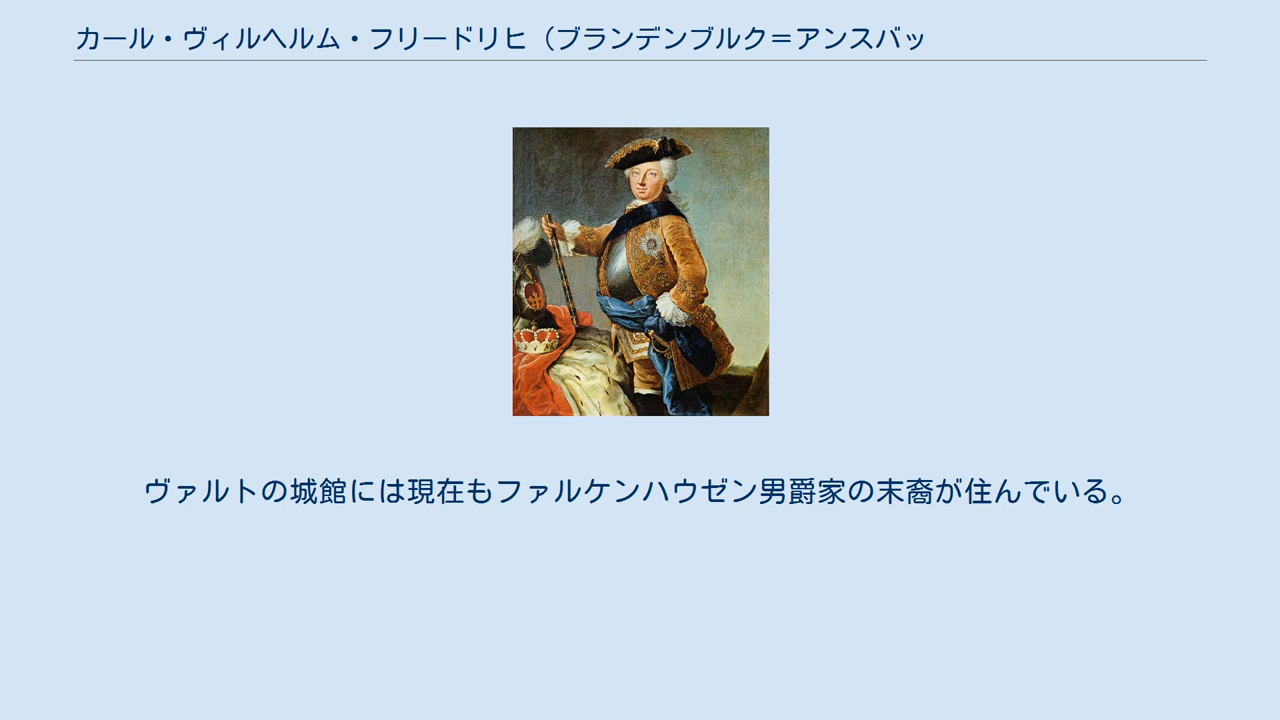 カール・ヴィルヘルム・フリードリヒ（ブランデンブルク＝アンスバッ
ヴァルトの城館には現在もファルケンハウゼン男爵家の末裔が住んでいる。